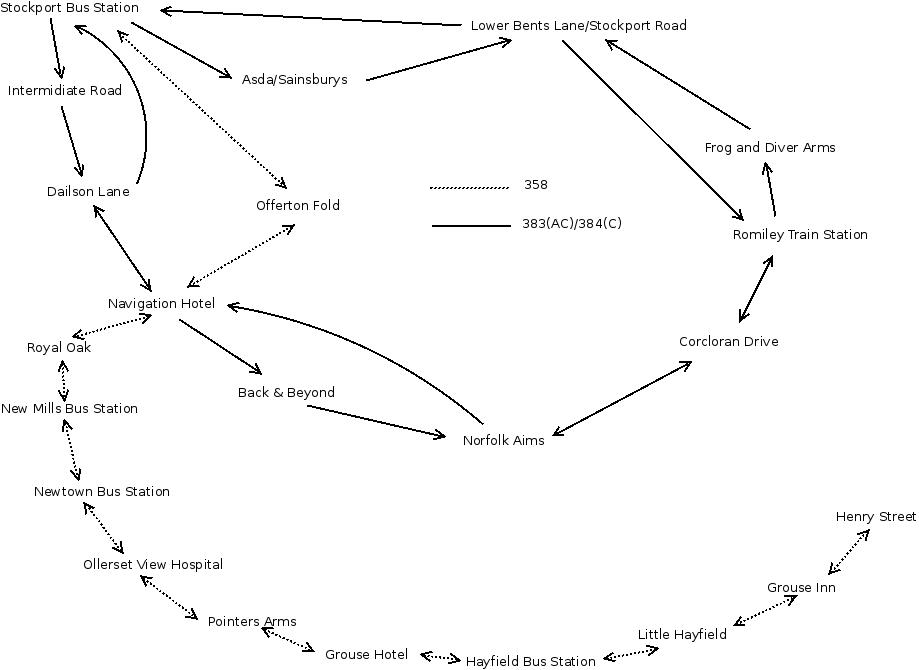 Stockport Bus Station
Lower Bents Lane/Stockport Road
Asda/Sainsburys
Intermidiate Road
Frog and Diver Arms
Dailson Lane
358
Offerton Fold
383(AC)/384(C)
Romiley Train Station
Navigation Hotel
Corcloran Drive
Royal Oak
Back & Beyond
New Mills Bus Station
Norfolk Aims
Newtown Bus Station
Henry Street
Ollerset View Hospital
Grouse Inn
Pointers Arms
Little Hayfield
Grouse Hotel
Hayfield Bus Station